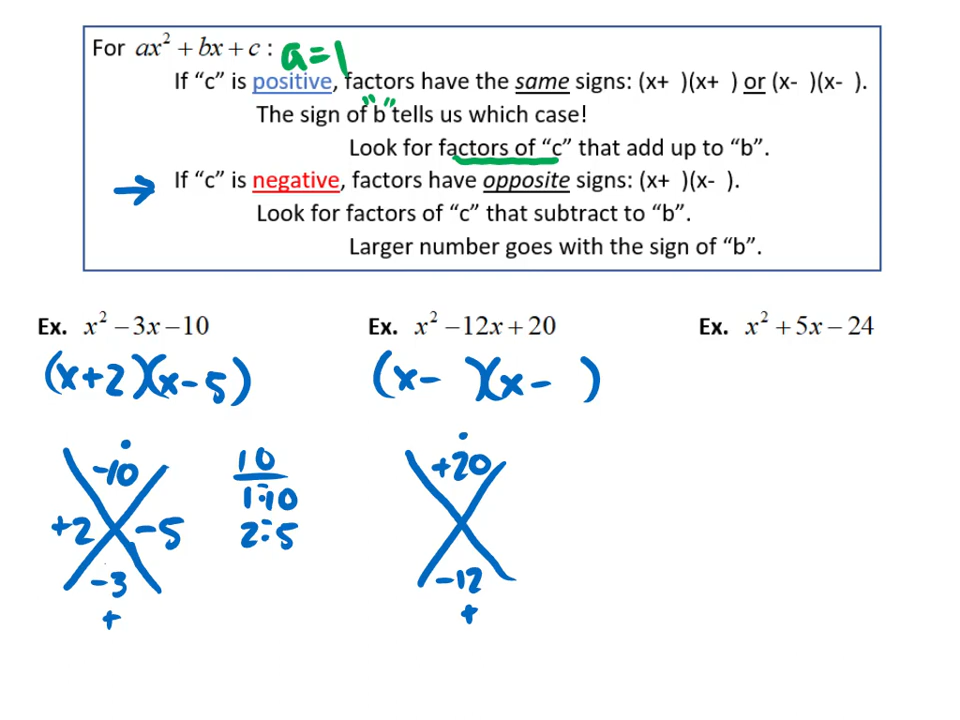 For ax² + bx + c : a=1
If "c" is positive, factors have the same signs: (x+ )(x+ ) or (x- )(x- ).
The sign of "b" tells us which case!
Look for factors of "c" that add up to "b".
→ If "c" is negative, factors have opposite signs: (x+ )(x- ).
Look for factors of "c" that subtract to "b".
Larger number goes with the sign of "b".
Ex. x² − 3x − 10
(x+2)(x-5)
·
-10
+2 -5
-3
+
10
1·10
2·5
Ex. x² − 12x + 20
(x- )(x- )
·
+20
-12
+
Ex. x² + 5x − 24